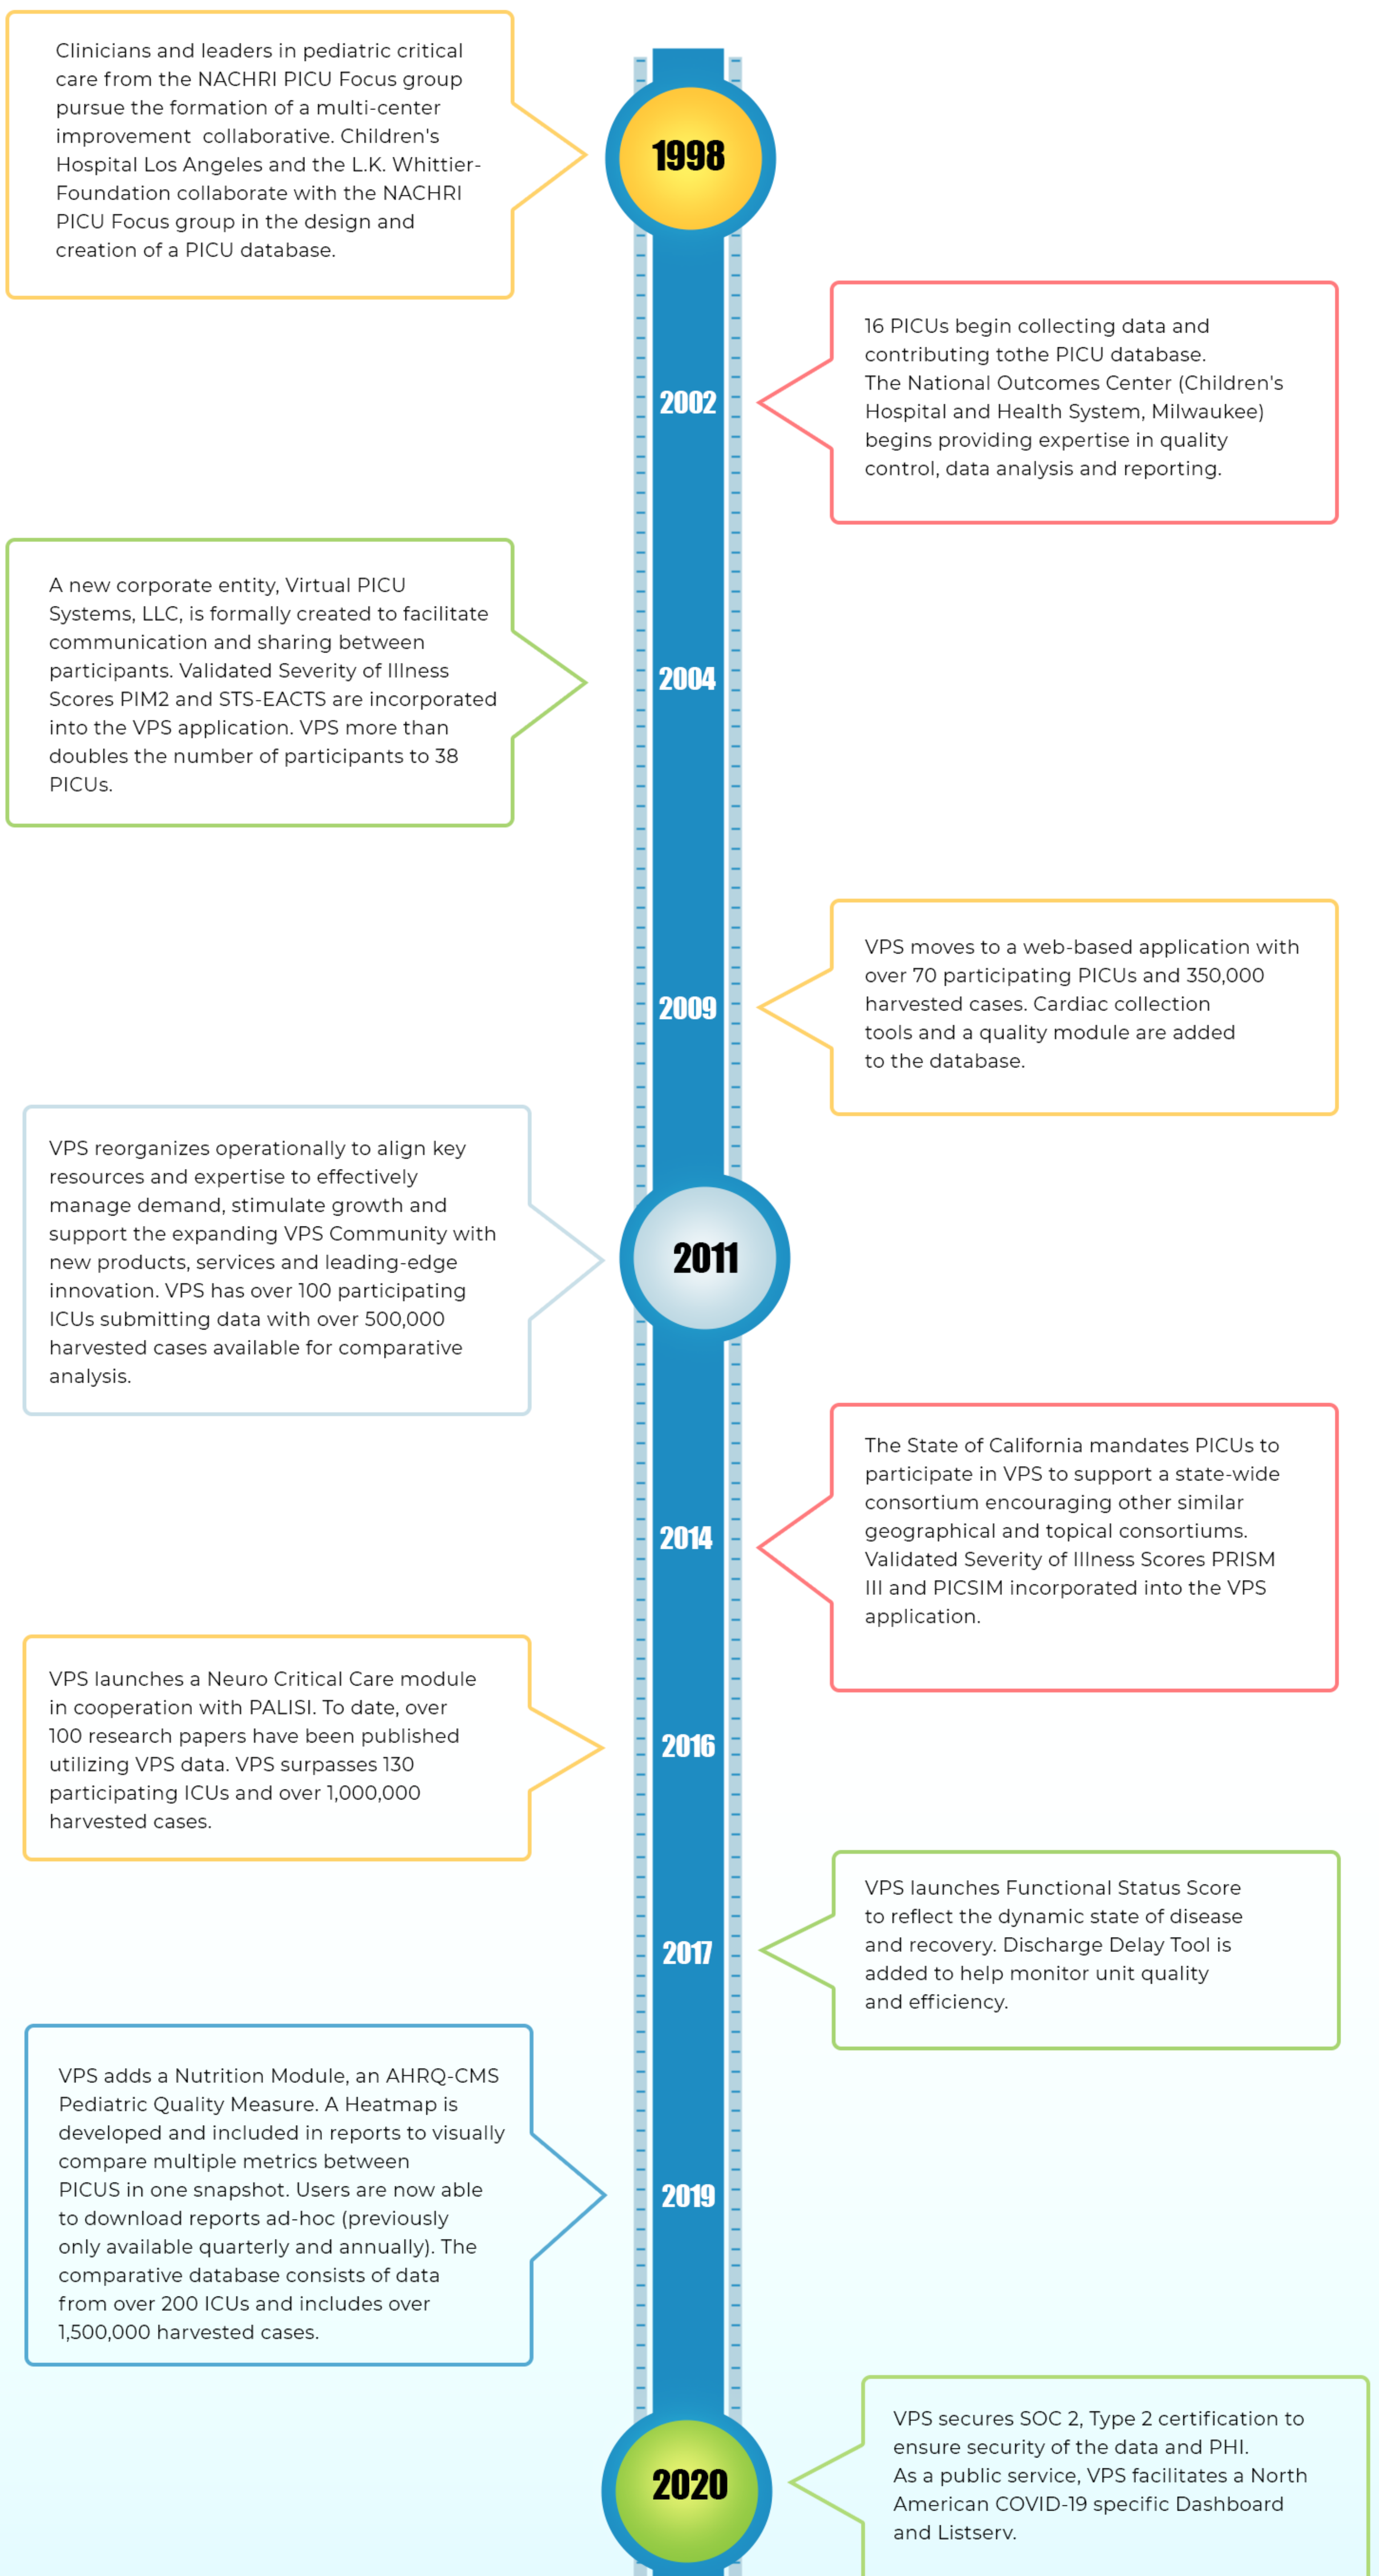 Clinicians and leaders in pediatric critical
care from the NACHRI PICU Focus group
pursue the formation of a multi-center
improvement  collaborative. Children's
Hospital Los Angeles and the L.K. Whittier-
Foundation collaborate with the NACHRI
PICU Focus group in the design and
creation of a PICU database.
1998
16 PICUs begin collecting data and
contributing tothe PICU database.
The National Outcomes Center (Children's
Hospital and Health System, Milwaukee)
begins providing expertise in quality
control, data analysis and reporting.
2002
A new corporate entity, Virtual PICU
Systems, LLC, is formally created to facilitate
communication and sharing between
participants. Validated Severity of Illness
Scores PIM2 and STS-EACTS are incorporated
into the VPS application. VPS more than
doubles the number of participants to 38
PICUs.
2004
VPS moves to a web-based application with
over 70 participating PICUs and 350,000
harvested cases. Cardiac collection
tools and a quality module are added
to the database.
2009
VPS reorganizes operationally to align key
resources and expertise to effectively
manage demand, stimulate growth and
support the expanding VPS Community with
new products, services and leading-edge
innovation. VPS has over 100 participating
ICUs submitting data with over 500,000
harvested cases available for comparative
analysis.
2011
The State of California mandates PICUs to
participate in VPS to support a state-wide
consortium encouraging other similar
geographical and topical consortiums.
Validated Severity of Illness Scores PRISM
III and PICSIM incorporated into the VPS
application.
2014
VPS launches a Neuro Critical Care module
in cooperation with PALISI. To date, over
100 research papers have been published
utilizing VPS data. VPS surpasses 130
participating ICUs and over 1,000,000
harvested cases.
2016
VPS launches Functional Status Score
to reflect the dynamic state of disease
and recovery. Discharge Delay Tool is
added to help monitor unit quality
and efficiency.
2017
VPS adds a Nutrition Module, an AHRQ-CMS
Pediatric Quality Measure. A Heatmap is
developed and included in reports to visually
compare multiple metrics between
PICUS in one snapshot. Users are now able
to download reports ad-hoc (previously
only available quarterly and annually). The
comparative database consists of data
from over 200 ICUs and includes over
1,500,000 harvested cases.
2019
VPS secures SOC 2, Type 2 certification to
ensure security of the data and PHI.
As a public service, VPS facilitates a North
American COVID-19 specific Dashboard
and Listserv.
2020